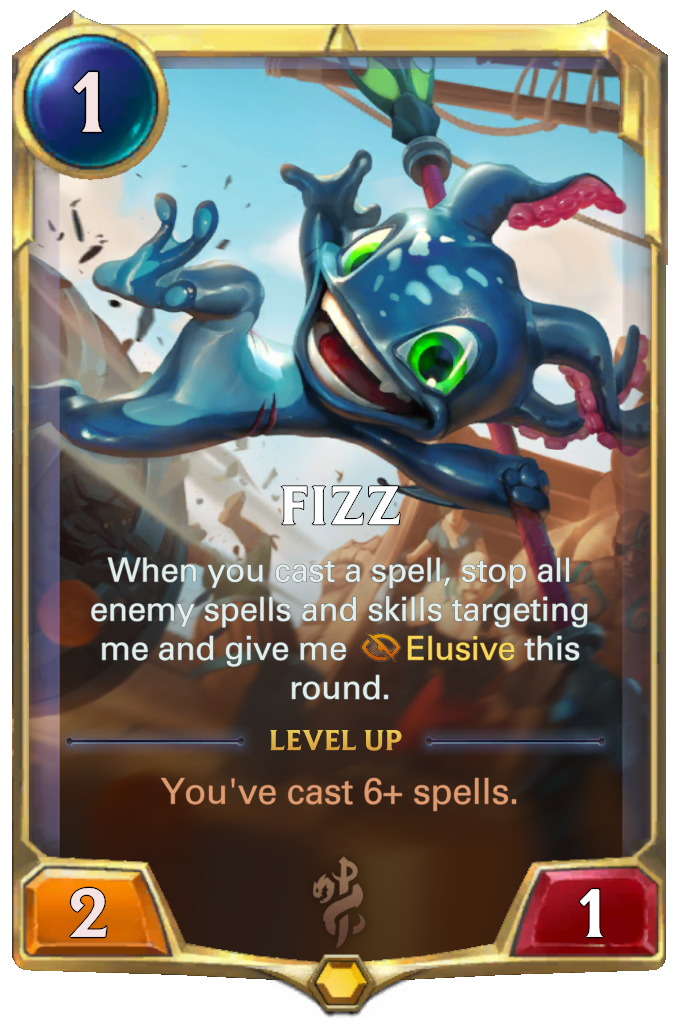 1
FIZZ
When you cast a spell, stop all
enemy spells and skills targeting
me and give me Elusive this
round.
LEVEL UP
You've cast 6+ spells.
2
1